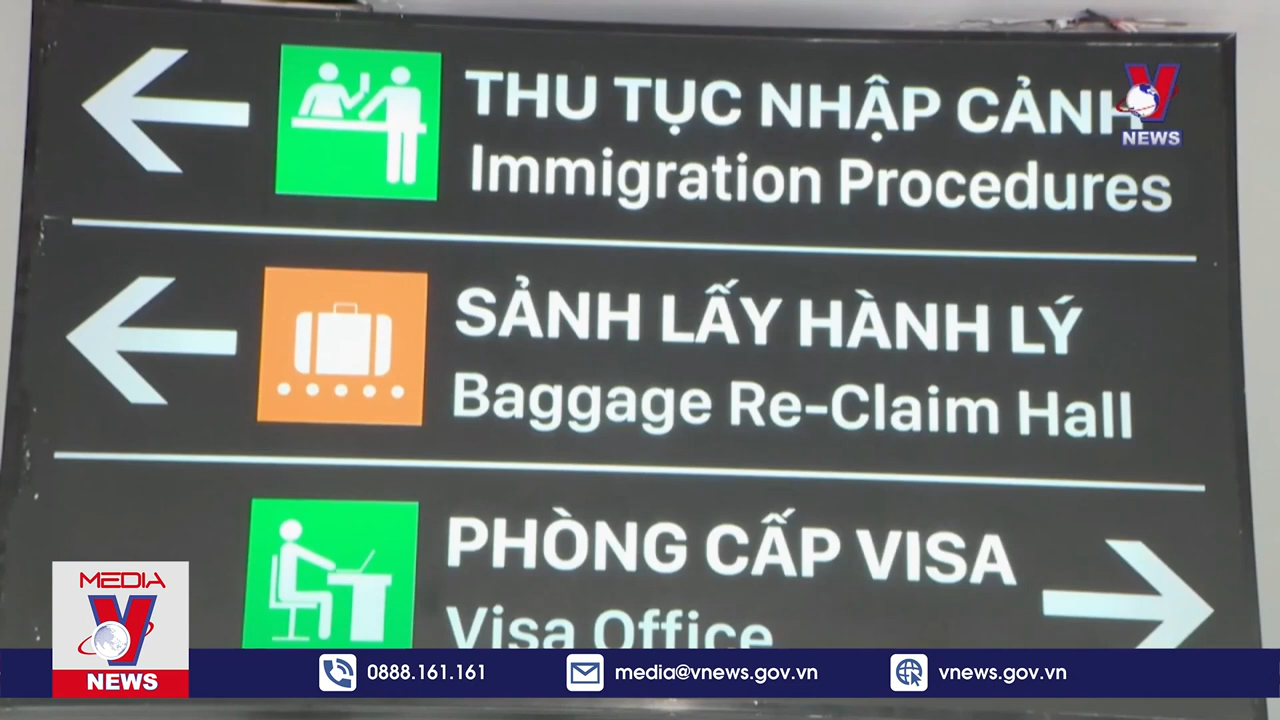 THU TỤC NHẬP CẢNH
Immigration Procedures
SẢNH LẤY HÀNH LÝ
Baggage Re-Claim Hall
PHÒNG CẤP VISA
Visa Office
V
NEWS
MEDIA
V
NEWS
0888.161.161
media@vnews.gov.vn
vnews.gov.vn